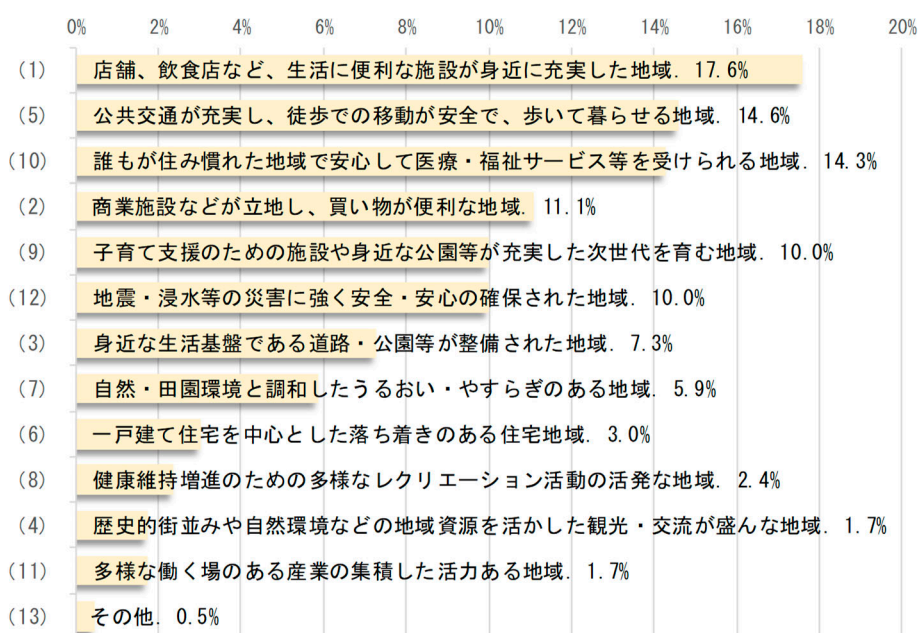 0% 2% 4% 6% 8% 10% 12% 14% 16% 18% 20%
(1) 店舗、飲食店など、生活に便利な施設が身近に充実した地域. 17.6%
(5) 公共交通が充実し、徒歩での移動が安全で、歩いて暮らせる地域. 14.6%
(10) 誰もが住み慣れた地域で安心して医療・福祉サービス等を受けられる地域. 14.3%
(2) 商業施設などが立地し、買い物が便利な地域. 11.1%
(9) 子育て支援のための施設や身近な公園等が充実した次世代を育む地域. 10.0%
(12) 地震・浸水等の災害に強く安全・安心の確保された地域. 10.0%
(3) 身近な生活基盤である道路・公園等が整備された地域. 7.3%
(7) 自然・田園環境と調和したうるおい・やすらぎのある地域. 5.9%
(6) 一戸建て住宅を中心とした落ち着きのある住宅地域. 3.0%
(8) 健康維持増進のための多様なレクリエーション活動の活発な地域. 2.4%
(4) 歴史的街並みや自然環境などの地域資源を活かした観光・交流が盛んな地域. 1.7%
(11) 多様な働く場のある産業の集積した活力ある地域. 1.7%
(13) その他. 0.5%